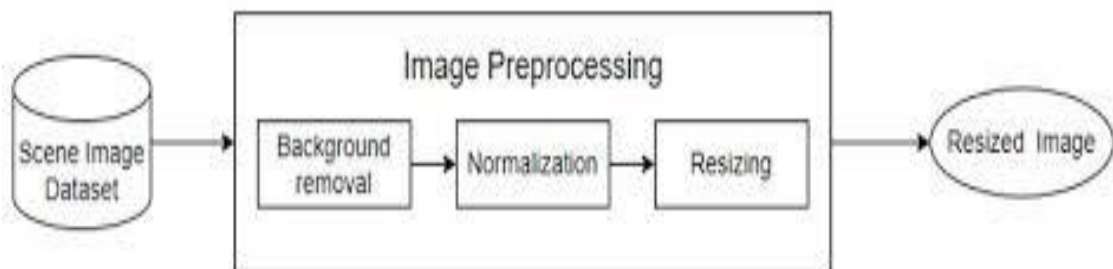 Image Preprocessing
Scene Image
Dataset
Background
removal
Normalization
Resizing
Resized Image